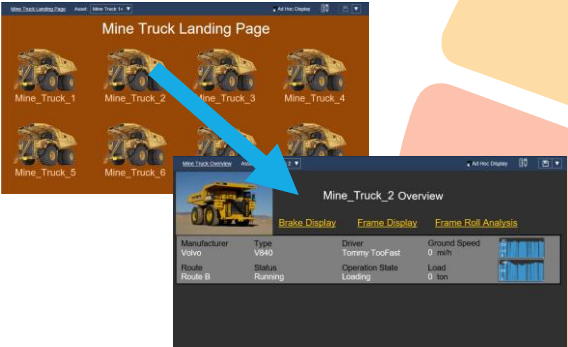 Mine Truck Landing Page Asset Mine Truck 1 Ad Hoc Display
Mine Truck Landing Page
Mine_Truck_1 Mine_Truck_2 Mine_Truck_3 Mine_Truck_4
Mine_Truck_5 Mine_Truck_6
Mine Truck Overview 2 Ad Hoc Display
Mine_Truck_2 Overview
Brake Display Frame Display Frame Roll Analysis
Manufacturer Type Driver Ground Speed
Volvo V840 Tommy TooFast 0 mi/h
Route Status Operation State Load
Route B Running Loading 0 ton